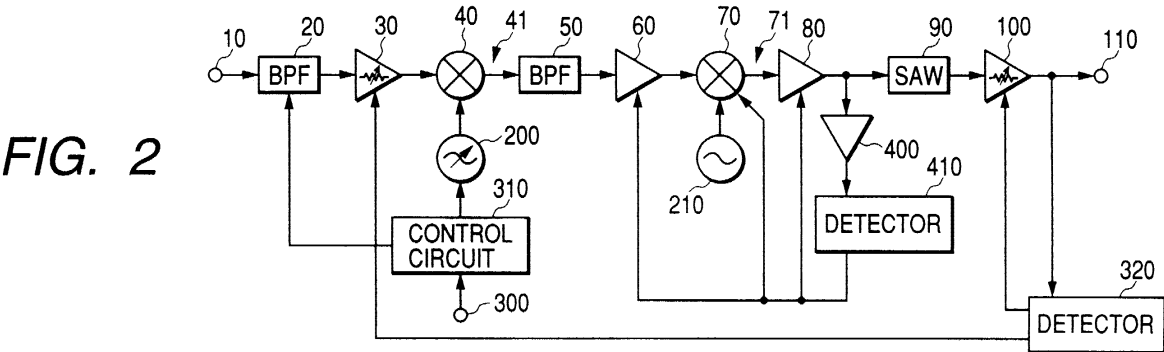 10
20
30
40
41
50
60
70
71
80
90
100
110
BPF
BPF
SAW
200
210
400
FIG. 2
310
CONTROL
CIRCUIT
410
DETECTOR
300
320
DETECTOR